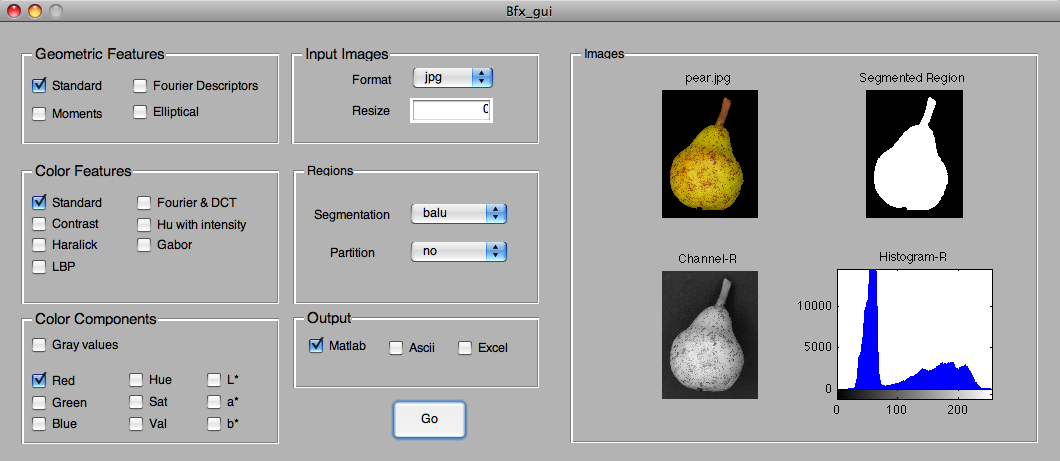 Bfx_gui
Geometric Features
Standard
Fourier Descriptors
Moments
Elliptical
Input Images
Format
jpg
Resize
0
Color Features
Standard
Fourier & DCT
Contrast
Hu with intensity
Haralick
Gabor
LBP
Regions
Segmentation
balu
Partition
no
Color Components
Gray values
Red
Hue
L*
Green
Sat
a*
Blue
Val
b*
Output
Matlab
Ascii
Excel
Go
Images
pear.jpg
Segmented Region
Channel-R
Histogram-R
10000
5000
0
0
100
200